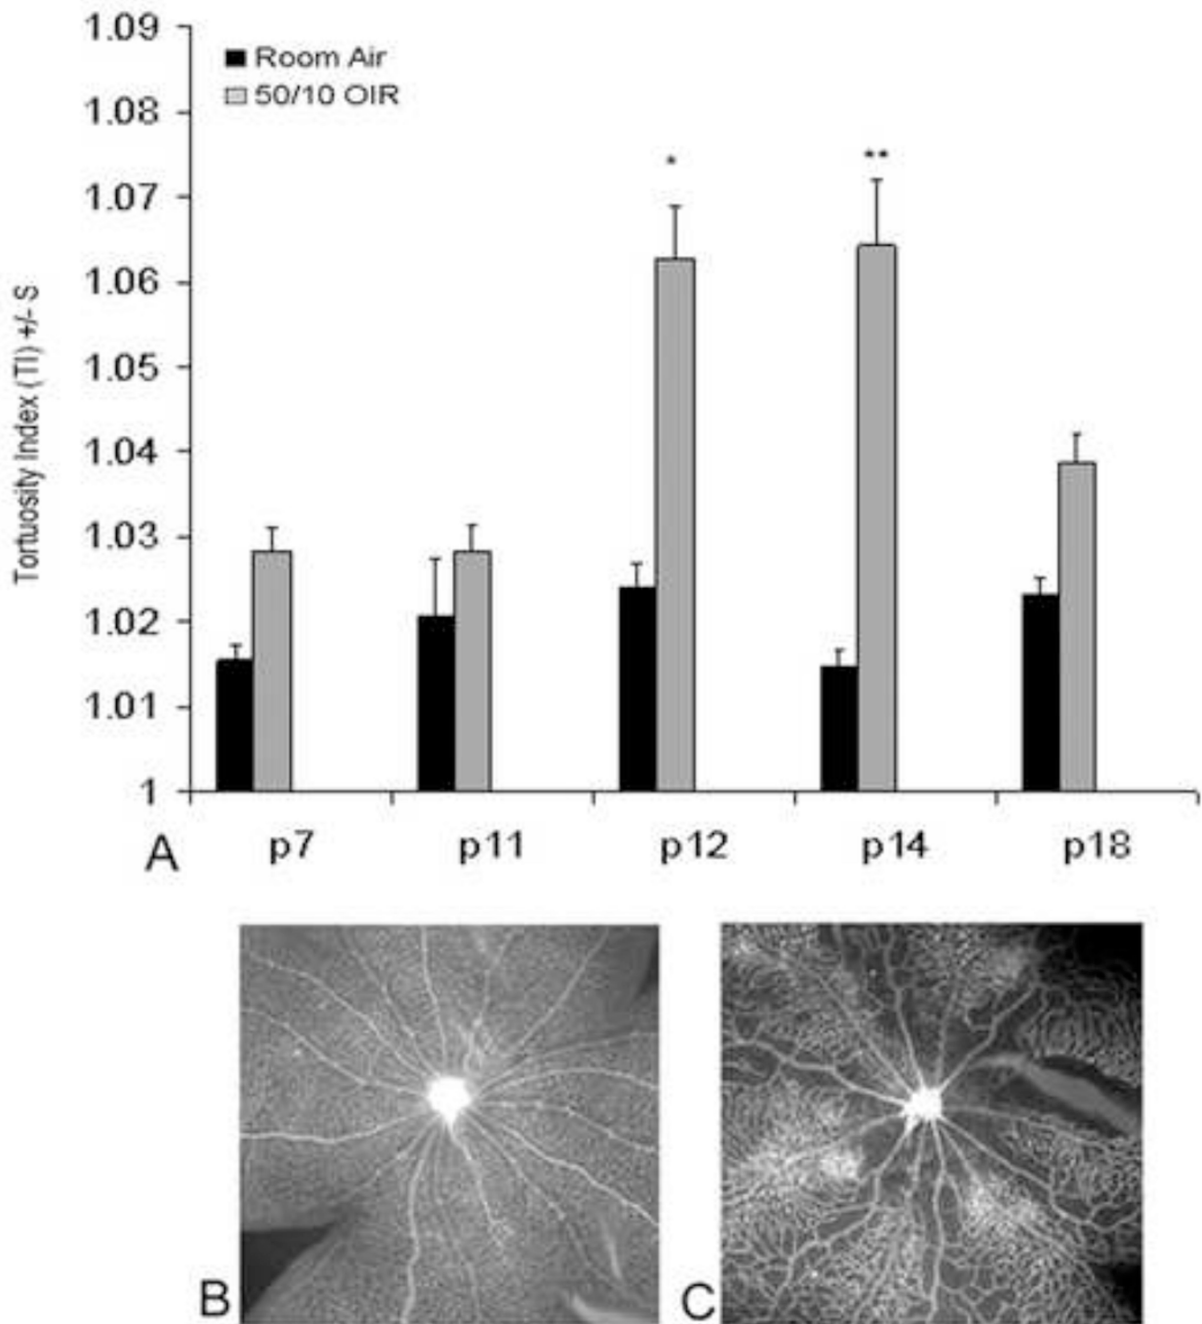 1.09
Room Air
50/10 OIR
1.08
*
**
1.07
1.06
1.05
1.04
1.03
1.02
1.01
1
Tortuosity Index (TI) +/- S
A
p7
p11
p12
p14
p18
B
C